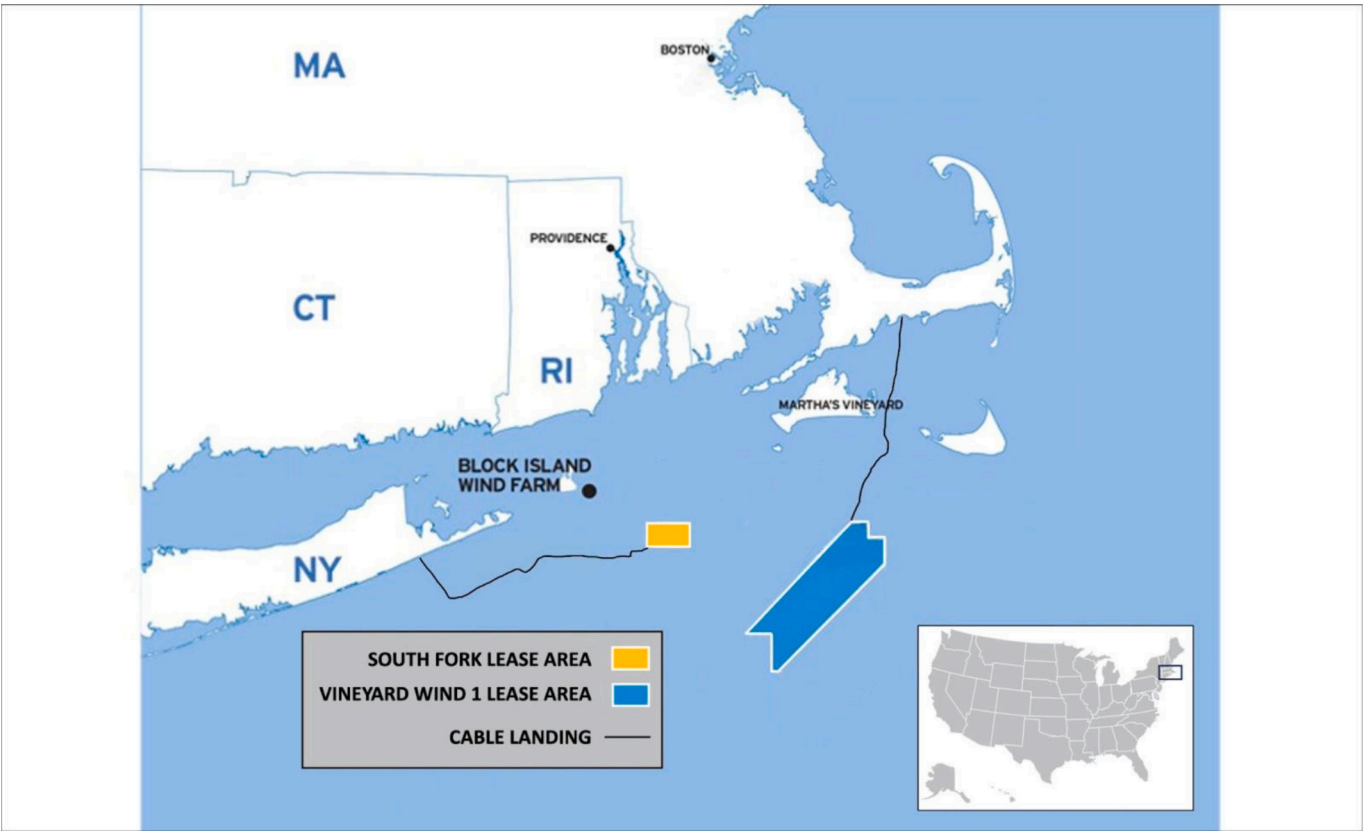 MA
BOSTON
PROVIDENCE
CT
RI
MARTHA'S VINEYARD
BLOCK ISLAND
WIND FARM
NY
SOUTH FORK LEASE AREA
VINEYARD WIND 1 LEASE AREA
CABLE LANDING